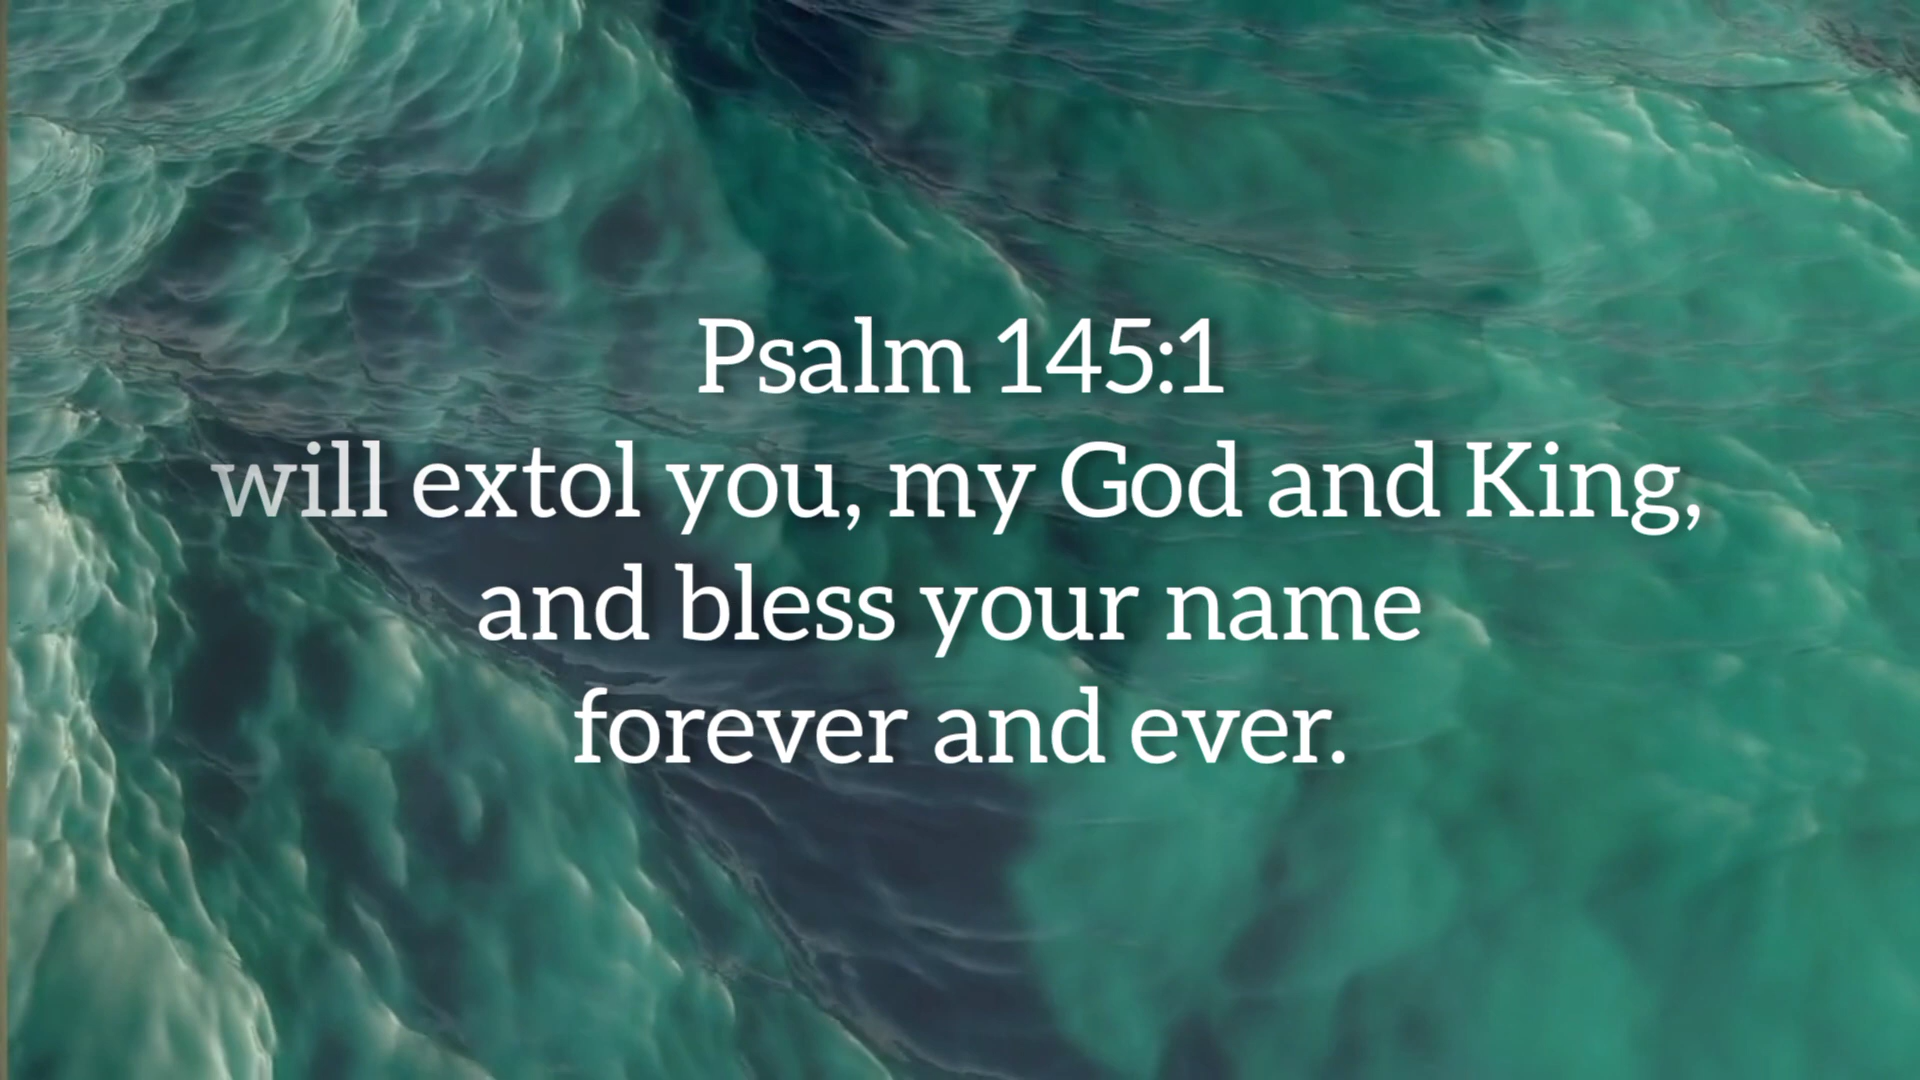 Psalm 145:1
will extol you, my God and King,
and bless your name
forever and ever.